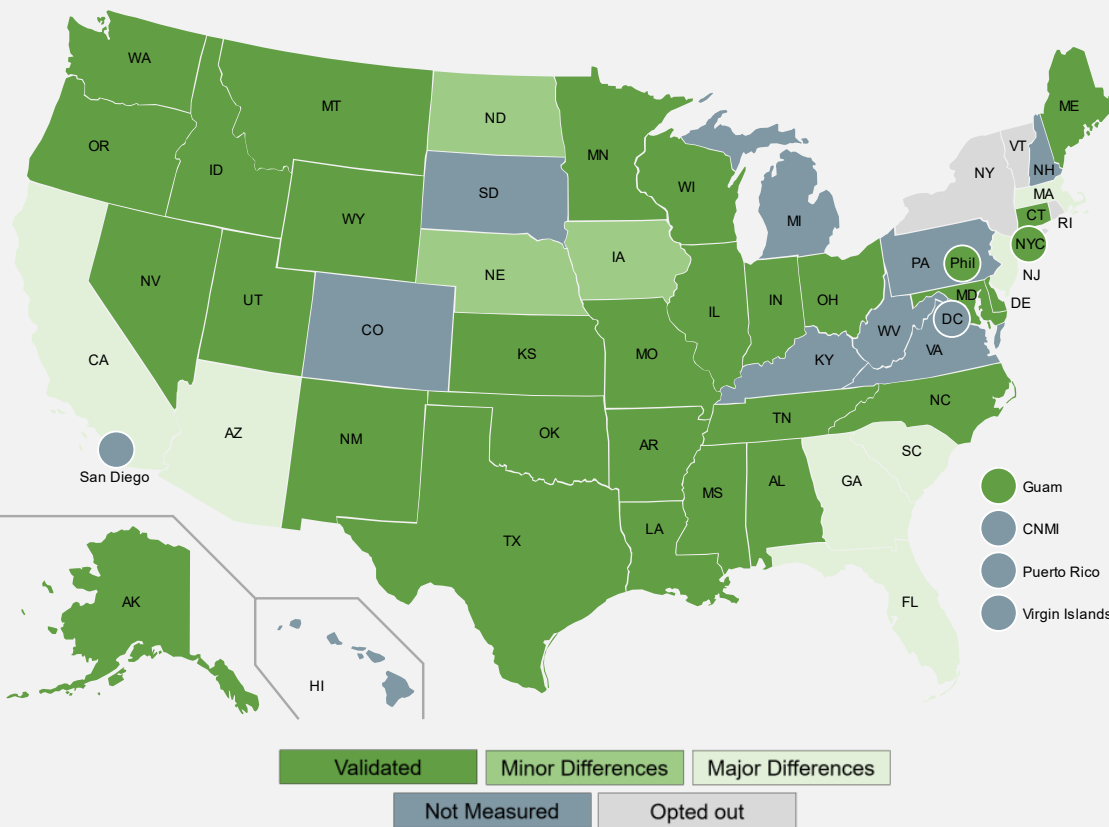 WA
MT
ND
MN
ME
OR
ID
SD
WI
VT
NH
NY
MA
WY
MI
CT
RI
NYC
IA
NE
PA
Phil
NJ
NV
UT
IL
IN
OH
MD
DE
DC
CO
WV
VA
CA
KS
MO
KY
NC
TN
AZ
NM
OK
AR
SC
San Diego
MS
AL
GA
Guam
LA
CNMI
TX
Puerto Rico
AK
FL
Virgin Islands
HI
Validated
Minor Differences
Major Differences
Not Measured
Opted out